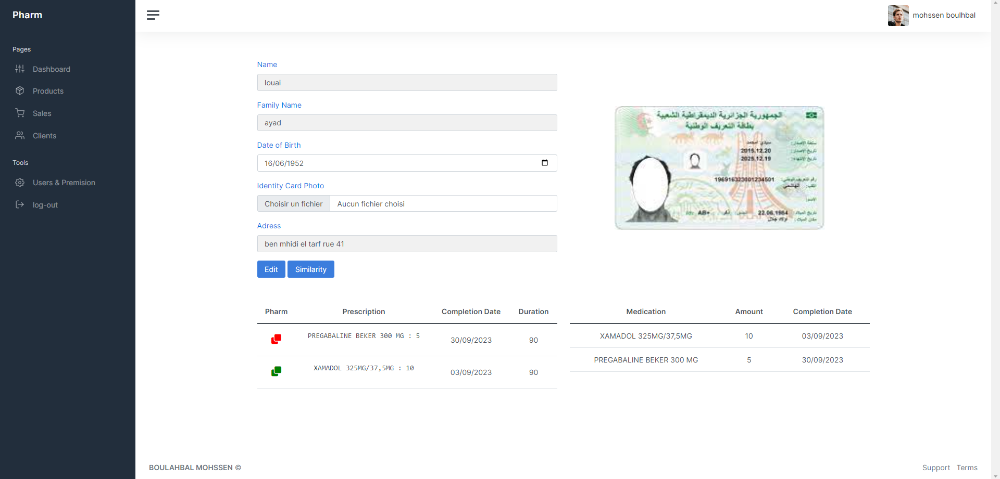 Pharm
mohssen boulhbal
Pages
Dashboard
Products
Sales
Clients
Tools
Users & Premision
log-out
Name
louai
Family Name
ayad
Date of Birth
16/06/1952
Identity Card Photo
Choisir un fichier Aucun fichier choisi
Adress
ben mhidi el tarf rue 41
Edit Similarity
الجمهورية الجزائرية الديمقراطية الشعبية
بطاقة التعريف الوطنية
2015.12.20
2025.12.19
196916323001234501
AB+
22.06.1984
Pharm Prescription Completion Date Duration
PREGABALINE BEKER 300 MG : 5 30/09/2023 90
XAMADOL 325MG/37,5MG : 10 03/09/2023 90
Medication Amount Completion Date
XAMADOL 325MG/37,5MG 10 03/09/2023
PREGABALINE BEKER 300 MG 5 30/09/2023
BOULAHBAL MOHSSEN ©
Support Terms